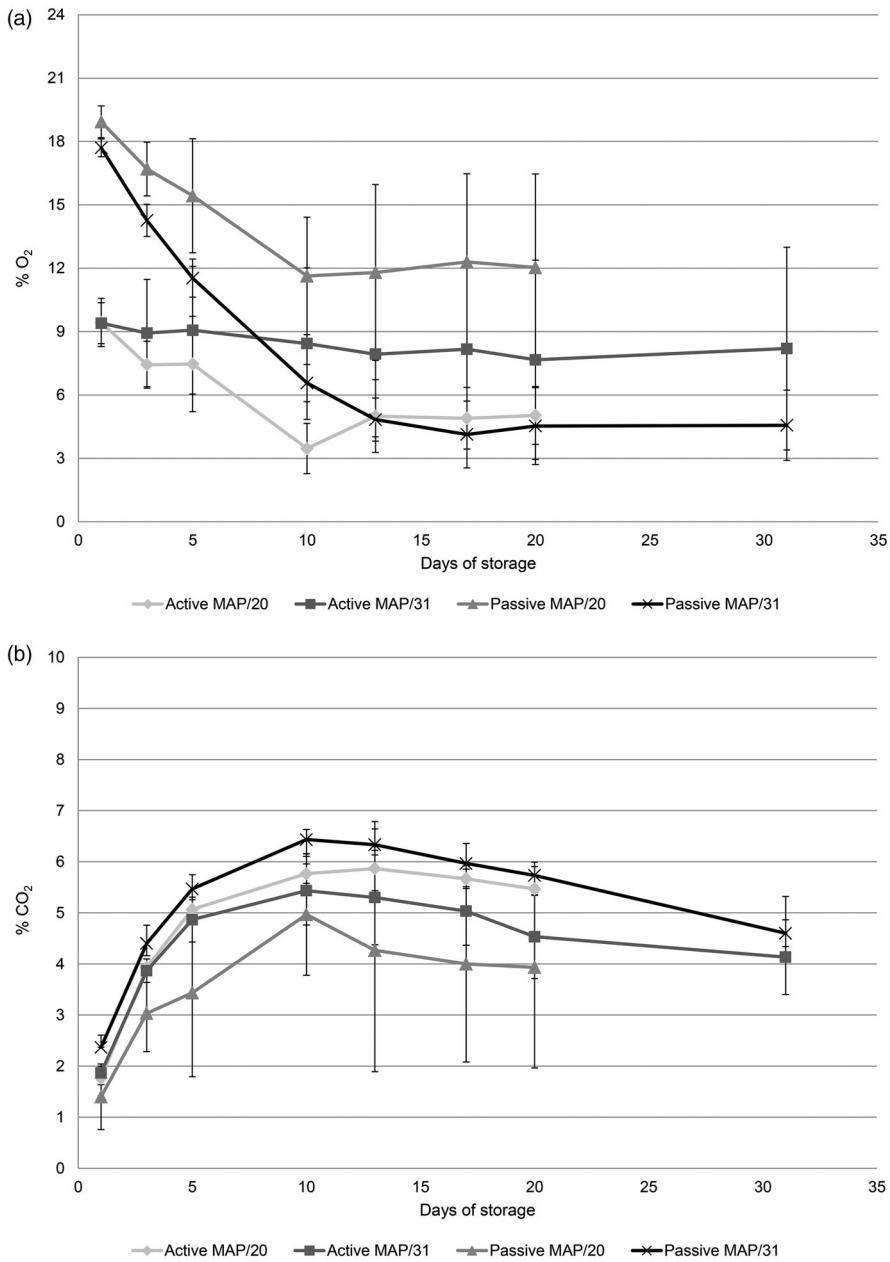 (a)
24
21
18
15
12
9
6
3
0
% O₂
0 5 10 15 20 25 30 35
Days of storage
Active MAP/20 Active MAP/31 Passive MAP/20 Passive MAP/31
(b)
10
9
8
7
6
5
4
3
2
1
0
% CO₂
0 5 10 15 20 25 30 35
Days of storage
Active MAP/20 Active MAP/31 Passive MAP/20 Passive MAP/31